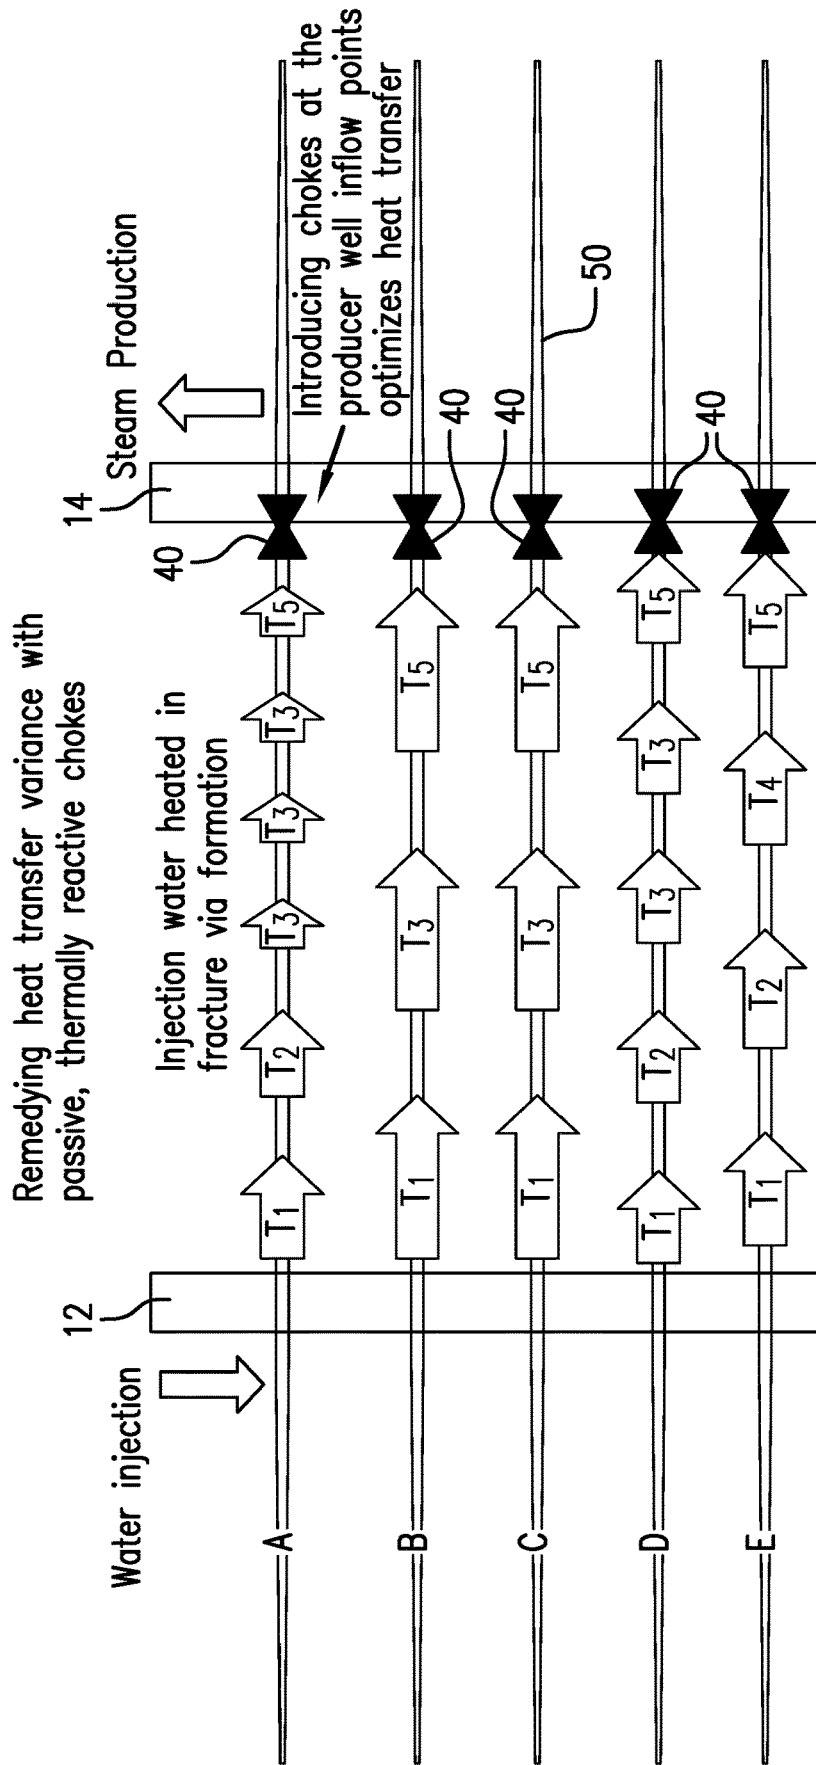 Remedying heat transfer variance with
passive, thermally reactive chokes
Water injection
12
Injection water heated in
fracture via formation
14
Steam Production
40
Introducing chokes at the
producer well inflow points
optimizes heat transfer
A
T1
T2
T3
T3
T3
T5
B
T1
T3
T5
40
C
T1
T3
T5
40
50
D
T1
T2
T3
T3
T5
40
E
T1
T2
T4
T5